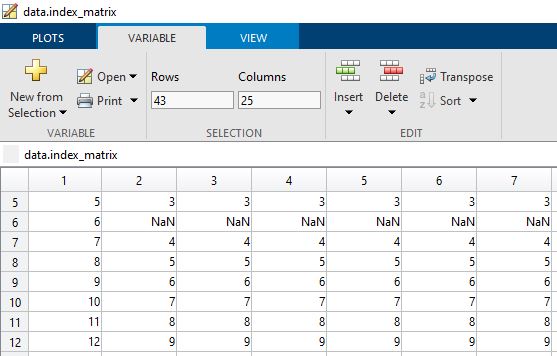 data.index_matrix
PLOTS VARIABLE VIEW
New from Selection Open Print Rows Columns Insert Delete Transpose
43 25 Sort
VARIABLE SELECTION EDIT
data.index_matrix
1 2 3 4 5 6 7
5 5 3 3 3 3 3 3
6 6 NaN NaN NaN NaN NaN NaN
7 7 4 4 4 4 4 4
8 8 5 5 5 5 5 5
9 9 6 6 6 6 6 6
10 10 7 7 7 7 7 7
11 11 8 8 8 8 8 8
12 12 9 9 9 9 9 9